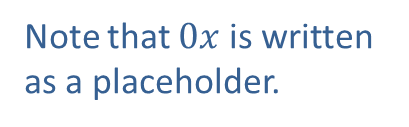 Note that 0x is written
as a placeholder.